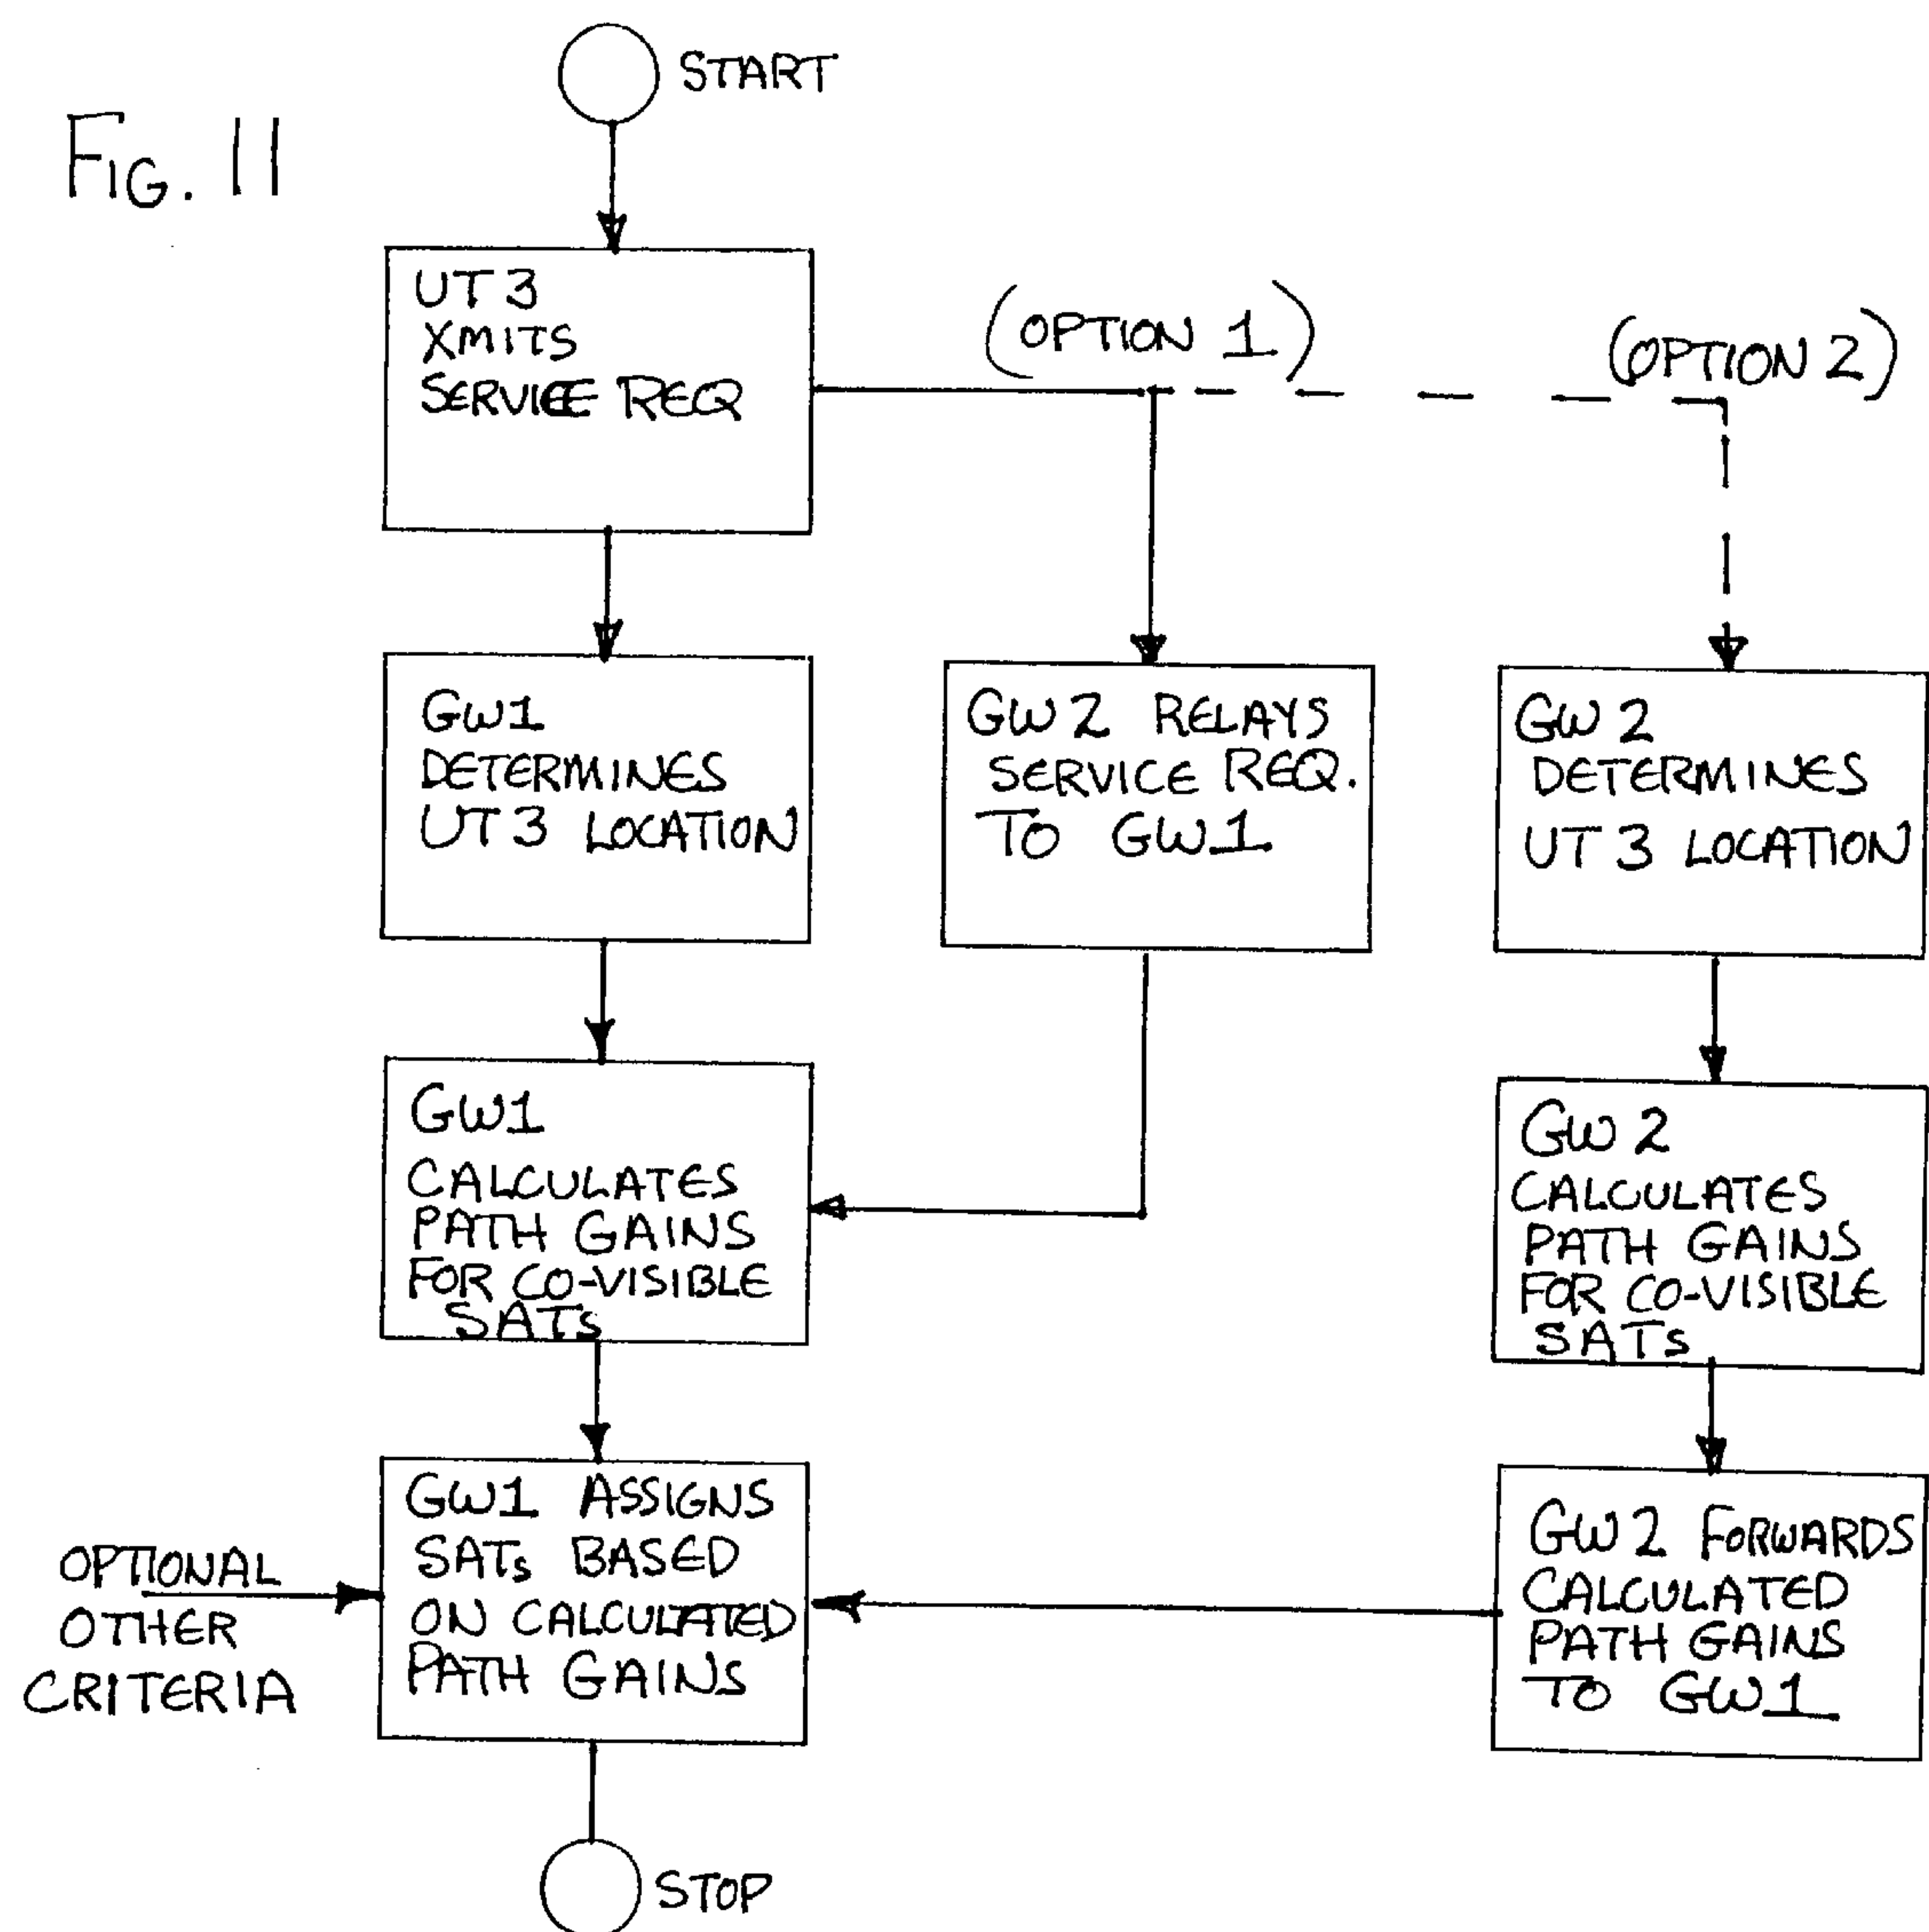 START
FIG. 11
UT 3
XMITS
SERVICE REQ
(OPTION 1)
(OPTION 2)
GW1
DETERMINES
UT 3 LOCATION
GW 2 RELAYS
SERVICE REQ.
TO GW1
GW 2
DETERMINES
UT 3 LOCATION
GW1
CALCULATES
PATH GAINS
FOR CO-VISIBLE
SATs
GW 2
CALCULATES
PATH GAINS
FOR CO-VISIBLE
SATs
OPTIONAL
OTHER
CRITERIA
GW1 ASSIGNS
SATs BASED
ON CALCULATED
PATH GAINS
GW 2 FORWARDS
CALCULATED
PATH GAINS
TO GW1
STOP